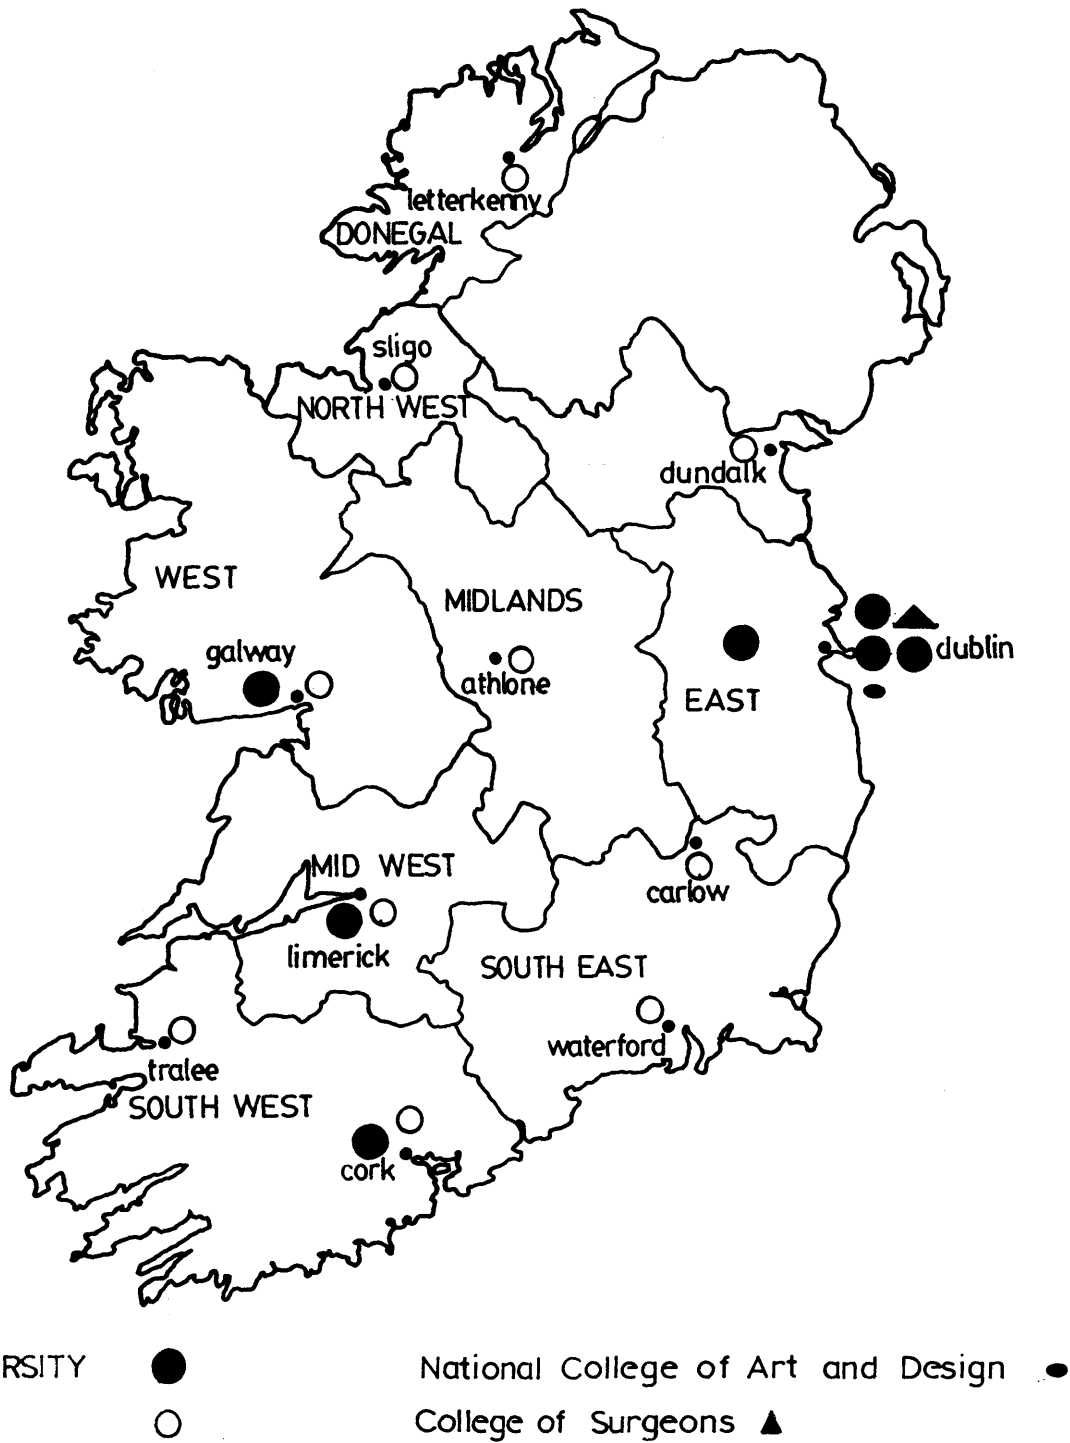 letterkenny
DONEGAL
sligo
NORTH WEST
dundalk
WEST
MIDLANDS
galway
athlone
dublin
EAST
MID WEST
carlow
limerick
SOUTH EAST
waterford
tralee
SOUTH WEST
cork
RSITY
National College of Art and Design
College of Surgeons